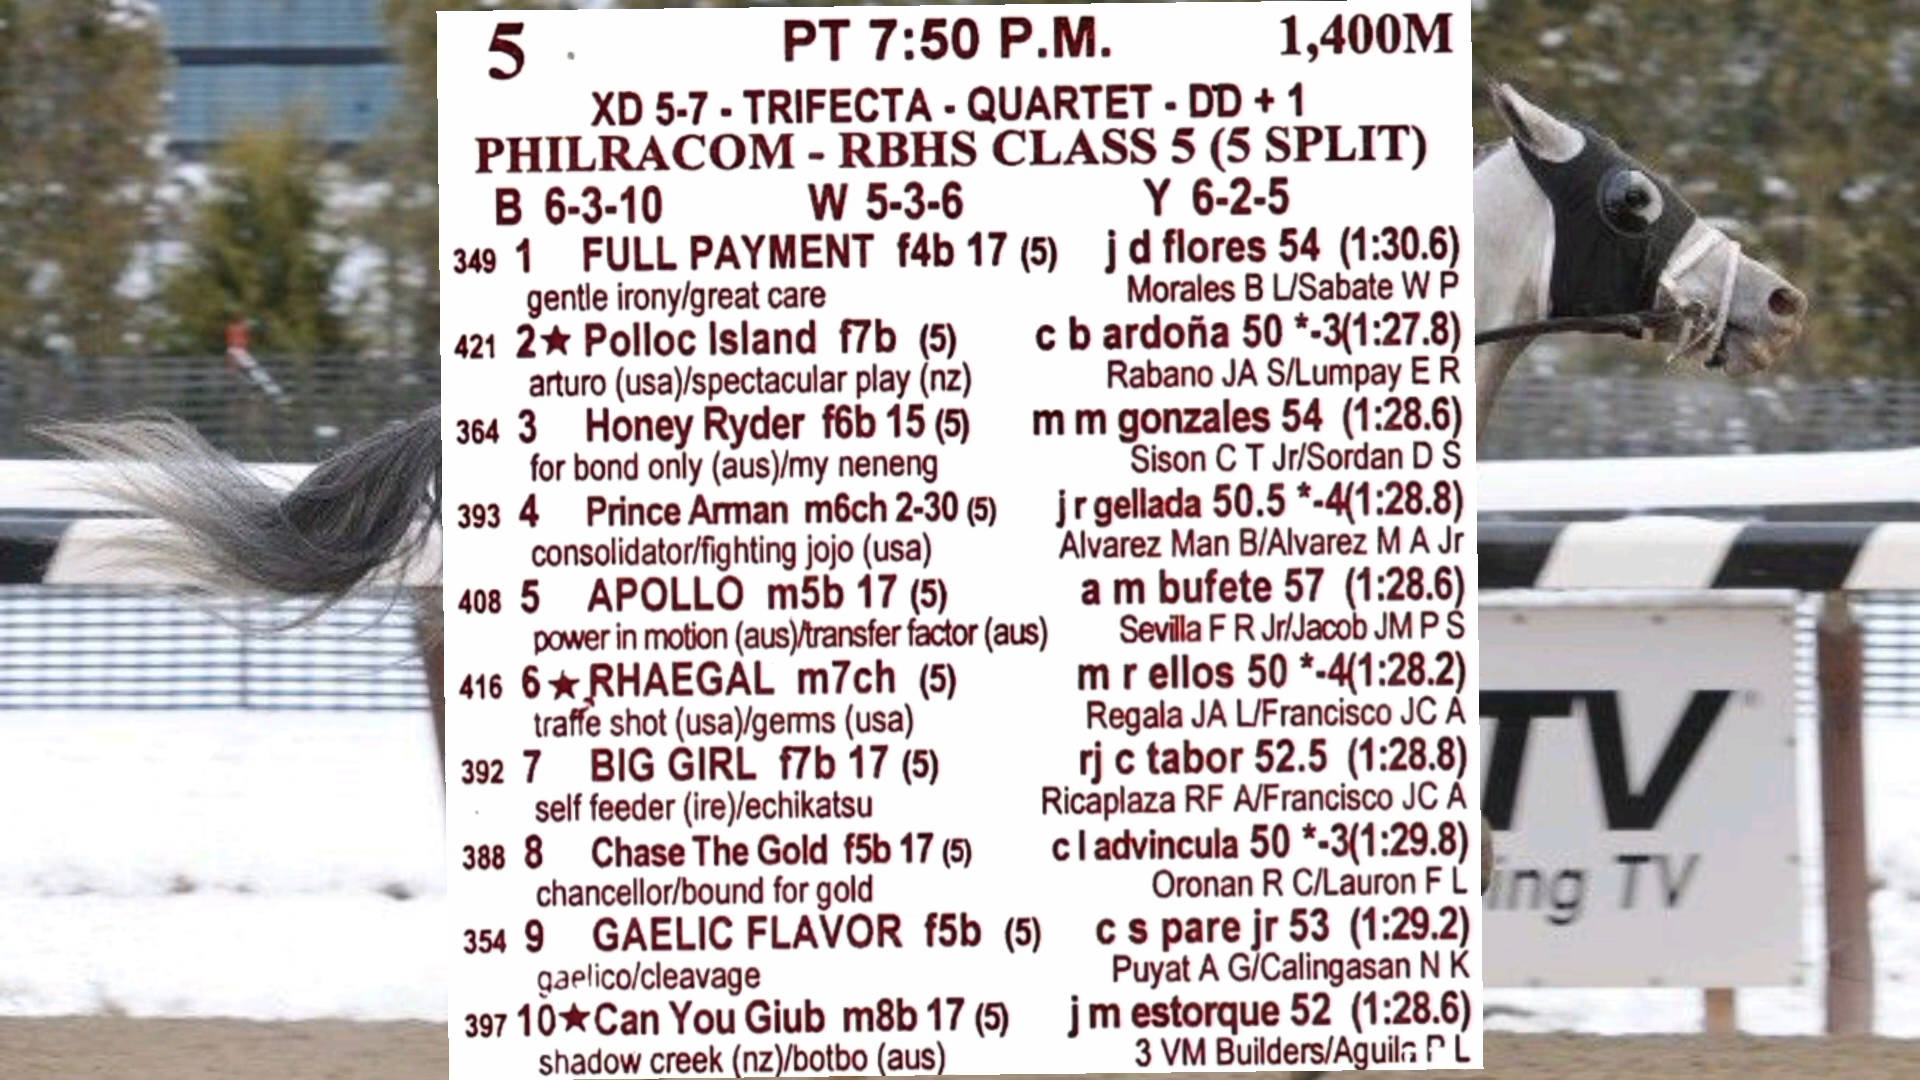 5 PT 7:50 P.M. 1,400M
XD 5-7 - TRIFECTA - QUARTET - DD + 1
PHILRACOM - RBHS CLASS 5 (5 SPLIT)
B 6-3-10 W 5-3-6 Y 6-2-5
349 1 FULL PAYMENT f4b 17 (5) j d flores 54 (1:30.6)
gentle irony/great care Morales B L/Sabate W P
421 2★ Polloc Island f7b (5) c b ardoña 50 *-3(1:27.8)
arturo (usa)/spectacular play (nz) Rabano JA S/Lumpay E R
364 3 Honey Ryder f6b 15 (5) m m gonzales 54 (1:28.6)
for bond only (aus)/my neneng Sison C T Jr/Sordan D S
393 4 Prince Arman m6ch 2-30 (5) j r gellada 50.5 *-4(1:28.8)
consolidator/fighting jojo (usa) Alvarez Man B/Alvarez M A Jr
408 5 APOLLO m5b 17 (5) a m bufete 57 (1:28.6)
power in motion (aus)/transfer factor (aus) Sevilla F R Jr/Jacob JM P S
416 6★ RHAEGAL m7ch (5) m r ellos 50 *-4(1:28.2)
traffe shot (usa)/germs (usa) Regala JA L/Francisco JC A
392 7 BIG GIRL f7b 17 (5) rj c tabor 52.5 (1:28.8)
self feeder (ire)/echikatsu Ricaplaza RF A/Francisco JC A
388 8 Chase The Gold f5b 17 (5) c l advincula 50 *-3(1:29.8)
chancellor/bound for gold Oronan R C/Lauron F L
354 9 GAELIC FLAVOR f5b (5) c s pare jr 53 (1:29.2)
gaelico/cleavage Puyat A G/Calingasan N K
397 10★Can You Giub m8b 17 (5) j m estorque 52 (1:28.6)
shadow creek (nz)/botbo (aus) 3 VM Builders/Aguila P L
TV
ing TV